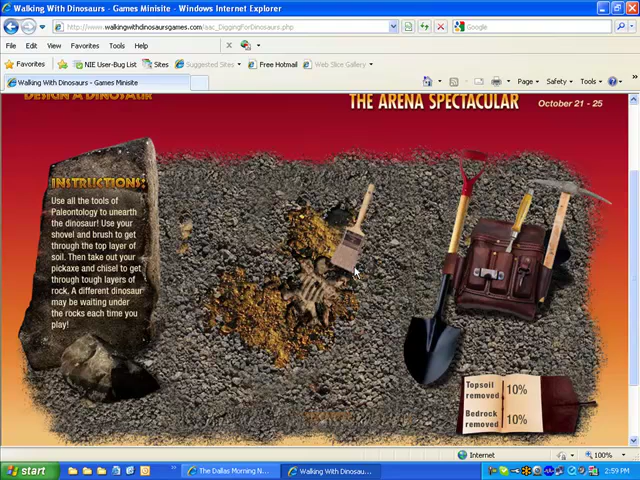 Walking With Dinosaurs - Games Minisite - Windows Internet Explorer
http://www.walkingwithdinosaursgames.com/aac_DiggingForDinosaurs.php
Google
File Edit View Favorites Tools Help
Favorites NIE User-Bug List Sites Suggested Sites Free Hotmail Web Slice Gallery
Walking With Dinosaurs - Games Minisite
Page Safety Tools
DESIGN A DINOSAUR
THE ARENA SPECTACULAR
October 21 - 25
INSTRUCTIONS:
Use all the tools of
Paleontology to unearth
the dinosaur! Use your
shovel and brush to get
through the top layer of
soil. Then take out your
pickaxe and chisel to get
through tough layers of
rock. A different dinosaur
may be waiting under
the rocks each time you
play!
Topsoil
removed 10%
Bedrock
removed 10%
Internet 100%
start
The Dallas Morning N...
Walking With Dinosau...
2:59 PM